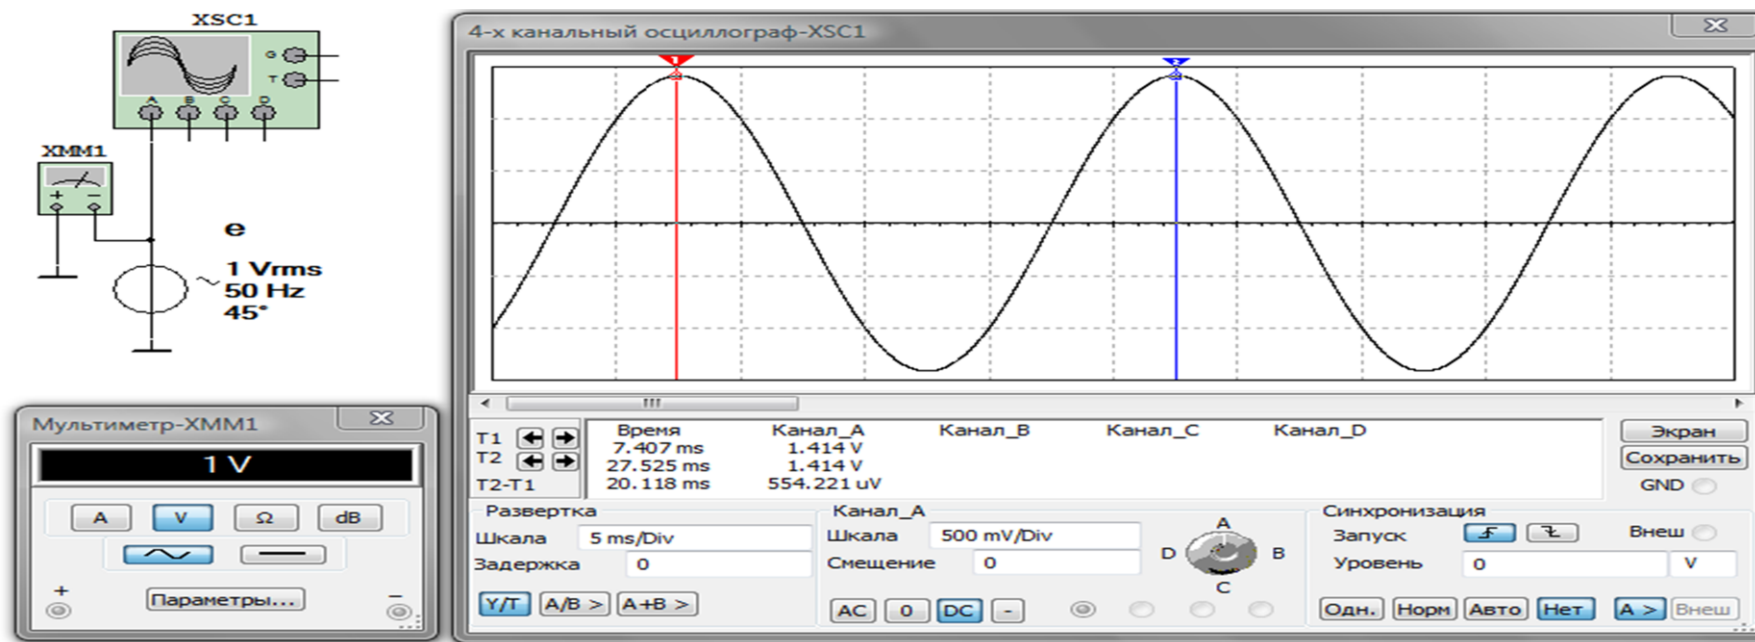 XSC1
G
T
A B C D
XMM1
+ −
e
1 Vrms
50 Hz
45°
Мультиметр-XMM1
1 V
A V Ω dB
+ Параметры... −
4-х канальный осциллограф-XSC1
1 2
Время Канал_A Канал_B Канал_C Канал_D
T1 7.407 ms 1.414 V
T2 27.525 ms 1.414 V
T2-T1 20.118 ms 554.221 uV
Экран
Сохранить
GND
Развертка
Шкала 5 ms/Div
Задержка 0
Y/T A/B > A+B >
Канал_A
Шкала 500 mV/Div
Смещение 0
AC 0 DC -
A
D B
C
Синхронизация
Запуск Внеш
Уровень 0 V
Одн. Норм Авто Нет A > Внеш